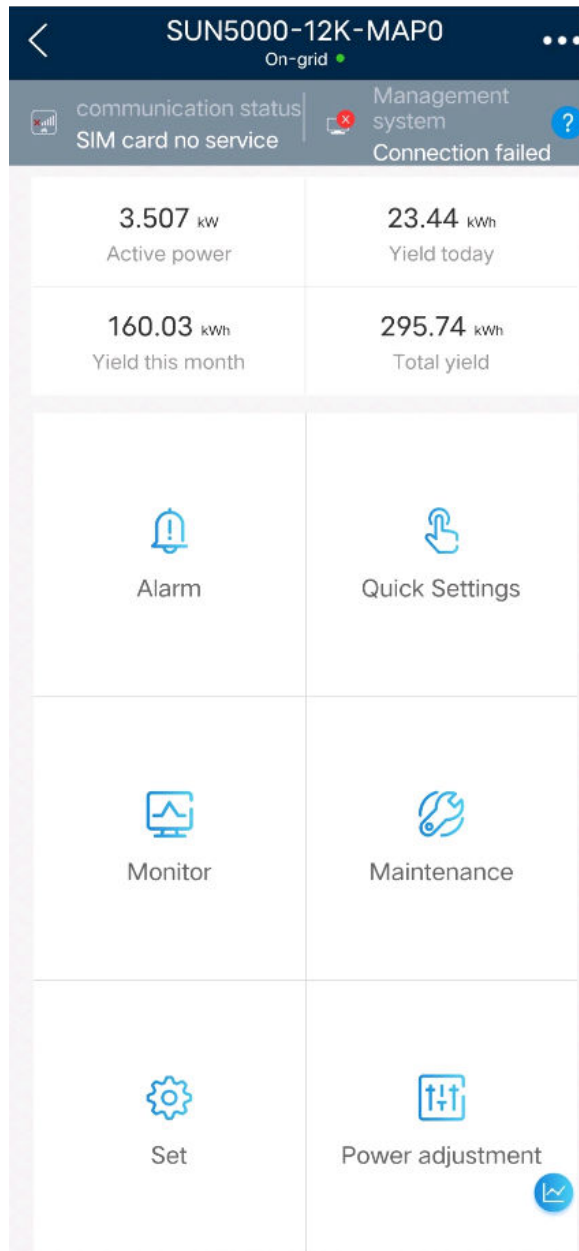 SUN5000-12K-MAP0
On-grid
communication status
SIM card no service
Management
system
Connection failed
?
3.507 kW
Active power
23.44 kWh
Yield today
160.03 kWh
Yield this month
295.74 kWh
Total yield
Alarm
Quick Settings
Monitor
Maintenance
Set
Power adjustment